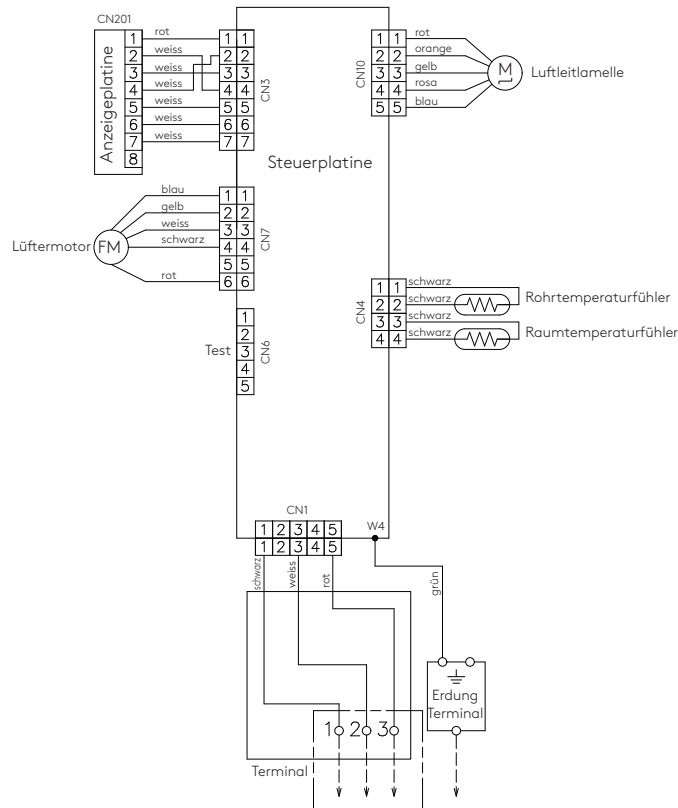 CN201
Anzeigeplatine
1 rot 1 1
2 weiss 2 2
3 weiss 3 3
4 weiss 4 4
5 weiss 5 5
6 weiss 6 6
7 weiss 7 7
8
CN3
CN10
1 1 rot
2 2 orange
3 3 gelb
4 4 rosa
5 5 blau
M
Luftleitlamelle
Steuerplatine
Lüftermotor
FM
blau 1 1
gelb 2 2
weiss 3 3
schwarz 4 4
5 5
rot 6 6
CN7
CN4
1 1 schwarz
2 2 schwarz
3 3 schwarz
4 4 schwarz
Rohrtemperaturfühler
Raumtemperaturfühler
Test
1
2
3
4
5
CN6
CN1
1 2 3 4 5
1 2 3 4 5
W4
schwarz
weiss
rot
grün
Erdung
Terminal
1 2 3
Terminal